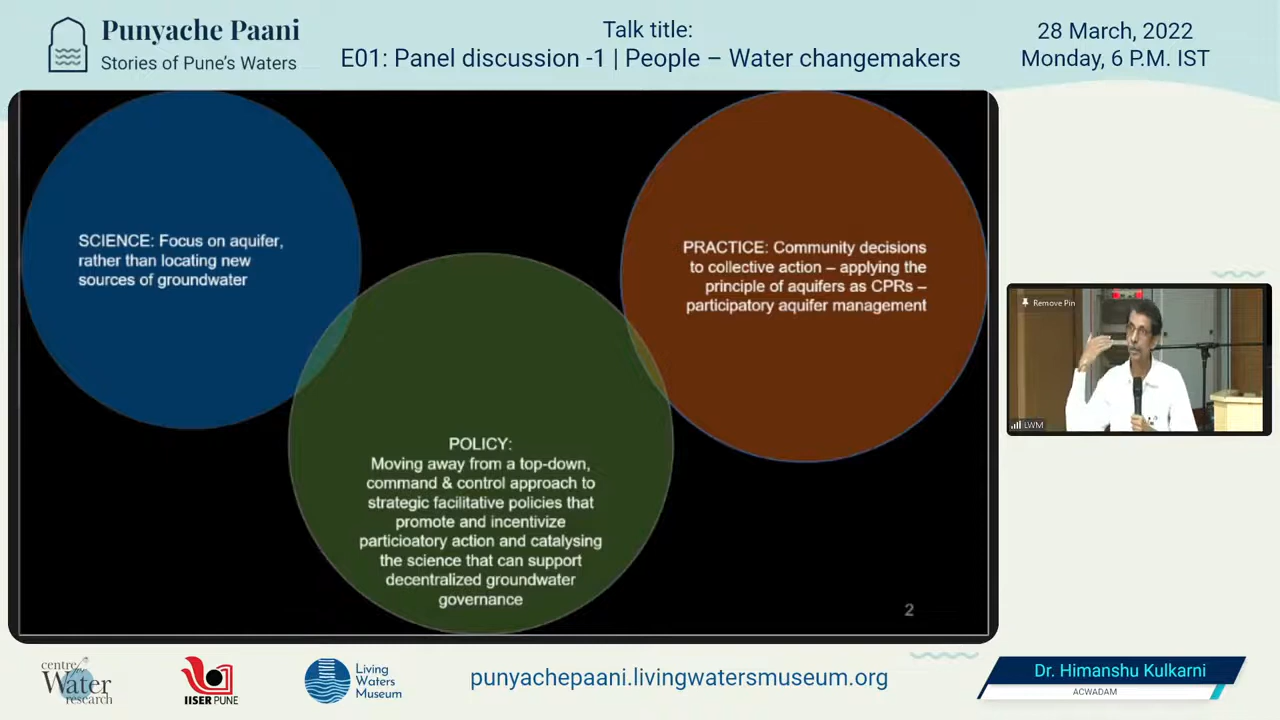 Punyache Paani
Stories of Pune's Waters
Talk title:
E01: Panel discussion -1 | People – Water changemakers
28 March, 2022
Monday, 6 P.M. IST
SCIENCE: Focus on aquifer,
rather than locating new
sources of groundwater
PRACTICE: Community decisions
to collective action – applying the
principle of aquifers as CPRs –
participatory aquifer management
POLICY:
Moving away from a top-down,
command & control approach to
strategic facilitative policies that
promote and incentivize
particioatory action and catalysing
the science that can support
decentralized groundwater
governance
2
Remove Pin
LWM
centre
for
Water
research
IISER PUNE
Living
Waters
Museum
punyachepaani.livingwatersmuseum.org
Dr. Himanshu Kulkarni
ACWADAM